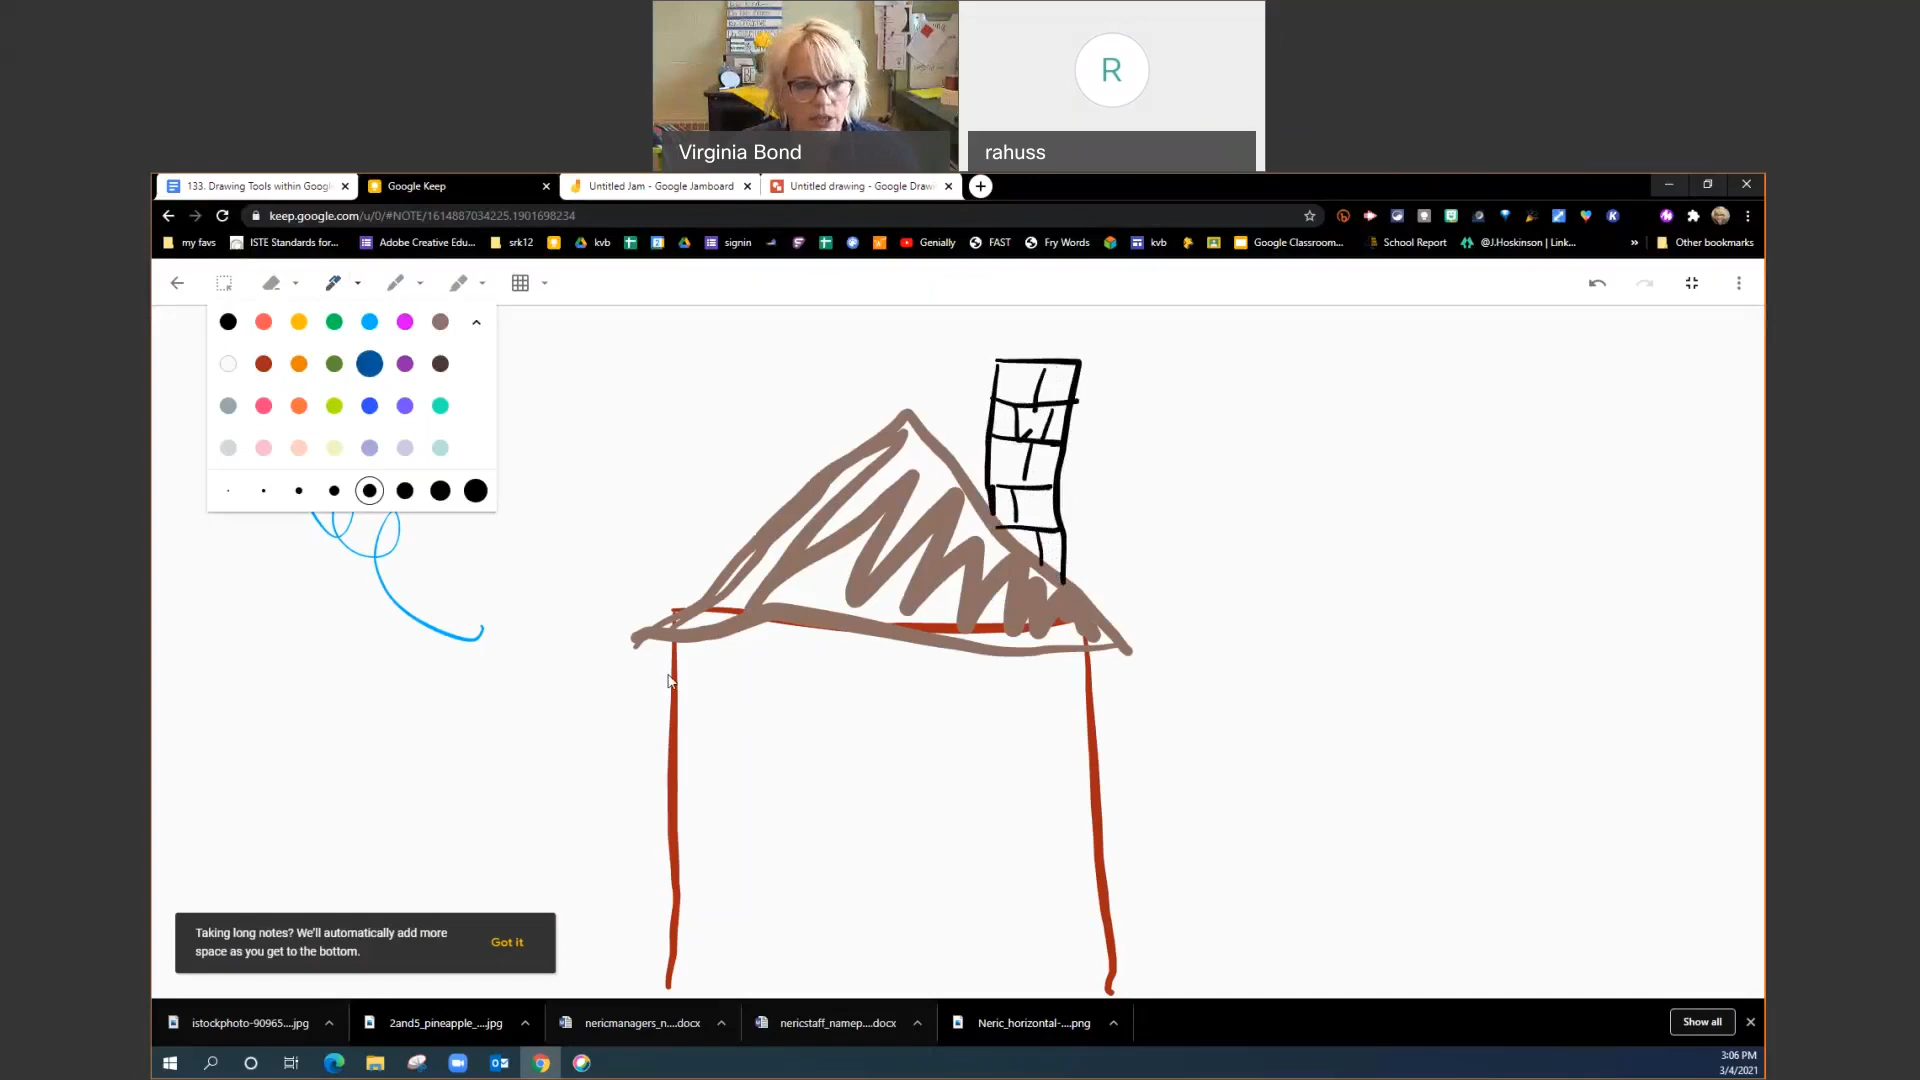 R
Virginia Bond
rahuss
133. Drawing Tools within Googl
Google Keep
Untitled Jam - Google Jamboard
Untitled drawing - Google Draw
keep.google.com/u/0/#NOTE/1614887034225.1901698234
my favs
ISTE Standards for...
Adobe Creative Edu...
srk12
kvb
signin
Genially
FAST
Fry Words
kvb
Google Classroom...
School Report
@J.Hoskinson | Link...
»
Other bookmarks
Taking long notes? We'll automatically add more
space as you get to the bottom.
Got it
istockphoto-90965....jpg
2and5_pineapple_....jpg
nericmanagers_n....docx
nericstaff_namep....docx
Neric_horizontal-....png
Show all
3:06 PM
3/4/2021